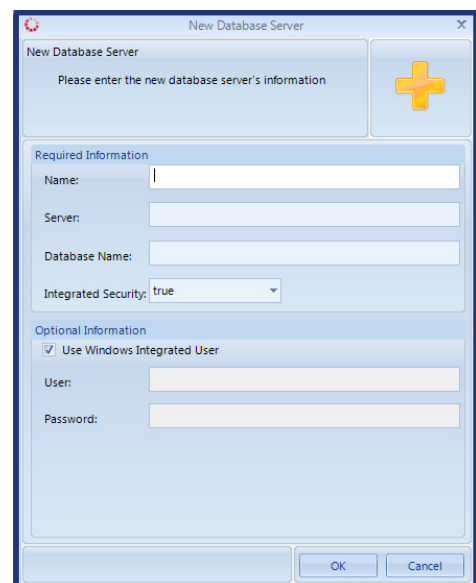 New Database Server
X
New Database Server
Please enter the new database server's information
Required Information
Name:
Server:
Database Name:
Integrated Security: true
Optional Information
Use Windows Integrated User
User:
Password:
OK Cancel